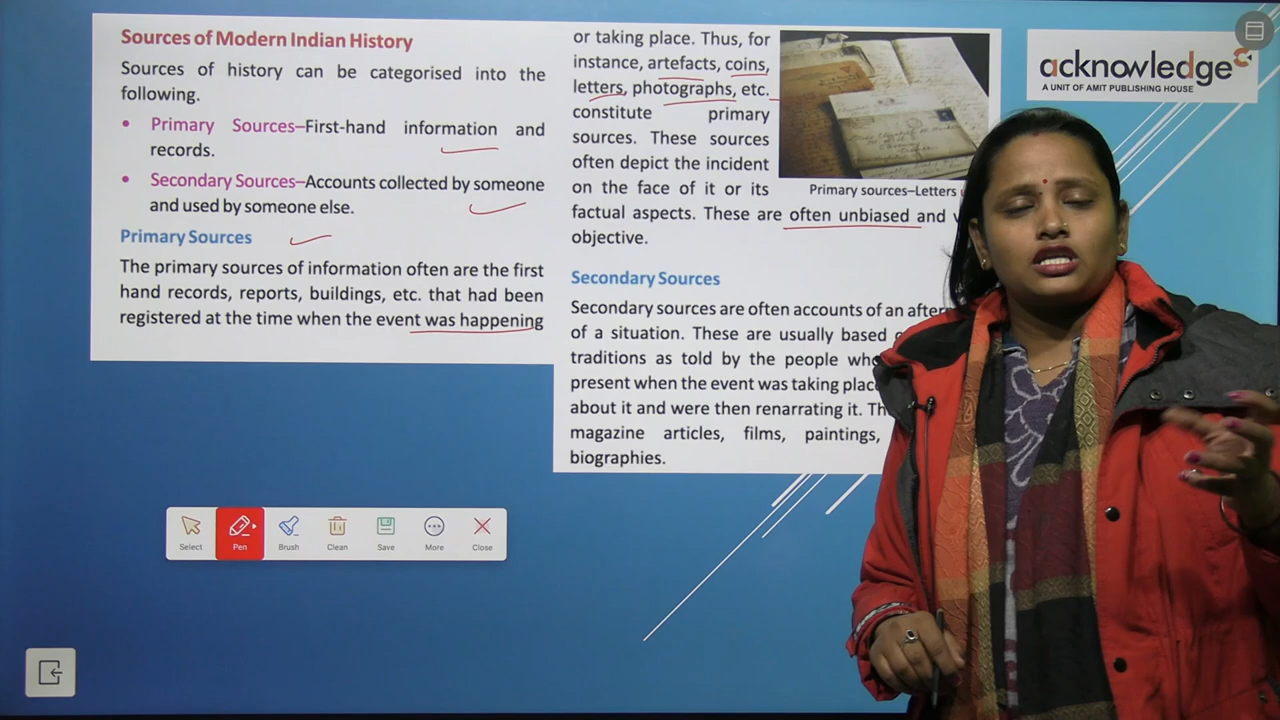 Sources of Modern Indian History
Sources of history can be categorised into the
following.
• Primary Sources–First-hand information and
records.
• Secondary Sources–Accounts collected by someone
and used by someone else.
Primary Sources
The primary sources of information often are the first
hand records, reports, buildings, etc. that had been
registered at the time when the event was happening
or taking place. Thus, for
instance, artefacts, coins,
letters, photographs, etc.
constitute primary
sources. These sources
often depict the incident
on the face of it or its
factual aspects. These are often unbiased and
objective.
Primary sources–Letters
Secondary Sources
Secondary sources are often accounts of an
of a situation. These are usually based
traditions as told by the people
present when the event was taking
about it and were then renarrating it.
magazine articles, films, paintings,
biographies.
acknowledge
A UNIT OF AMIT PUBLISHING HOUSE
Select
Pen
Brush
Clean
Save
More
Close